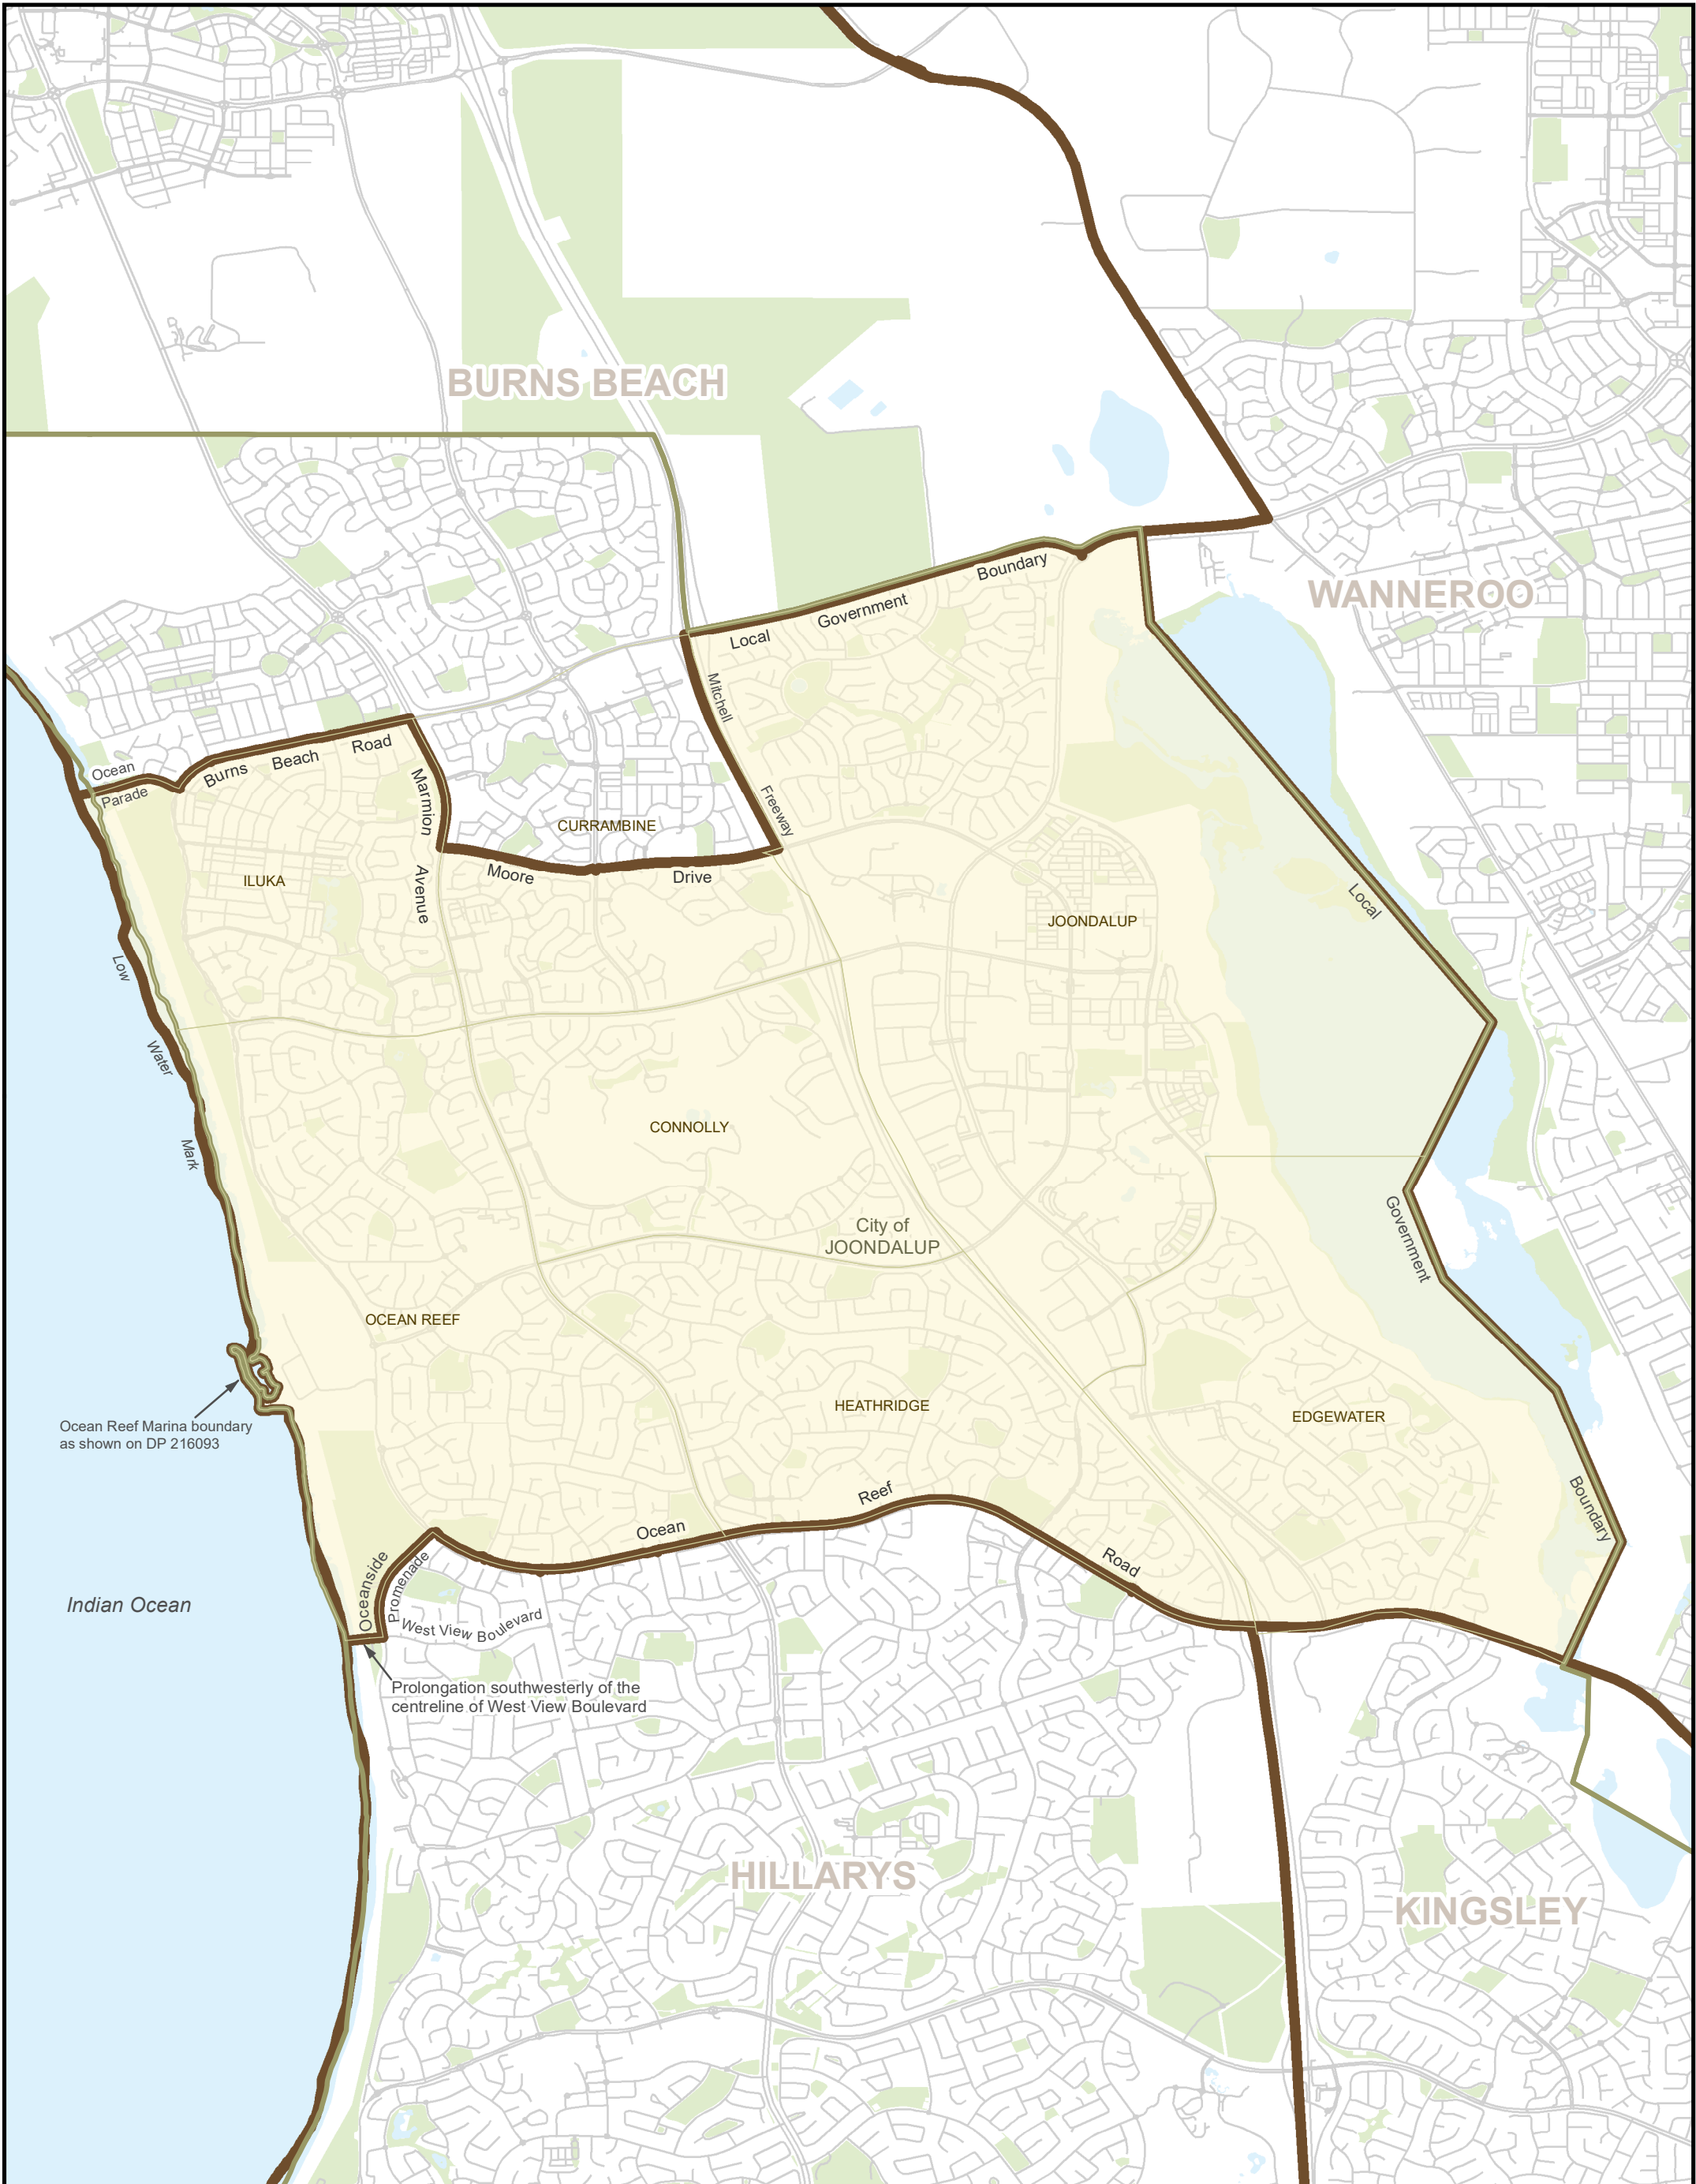 BURNS BEACH
WANNEROO
Local
Government
Boundary
Mitchell
Freeway
Ocean
Parade
Burns
Beach
Road
Marmion
Avenue
Moore
Drive
CURRAMBINE
ILUKA
JOONDALUP
Local
Government
Boundary
Low
Water
Mark
CONNOLLY
City of
JOONDALUP
OCEAN REEF
HEATHRIDGE
EDGEWATER
Ocean Reef Marina boundary
as shown on DP 216093
Ocean
Reef
Road
Oceanside
Promenade
West View Boulevard
Indian Ocean
Prolongation southwesterly of the
centreline of West View Boulevard
HILLARYS
KINGSLEY